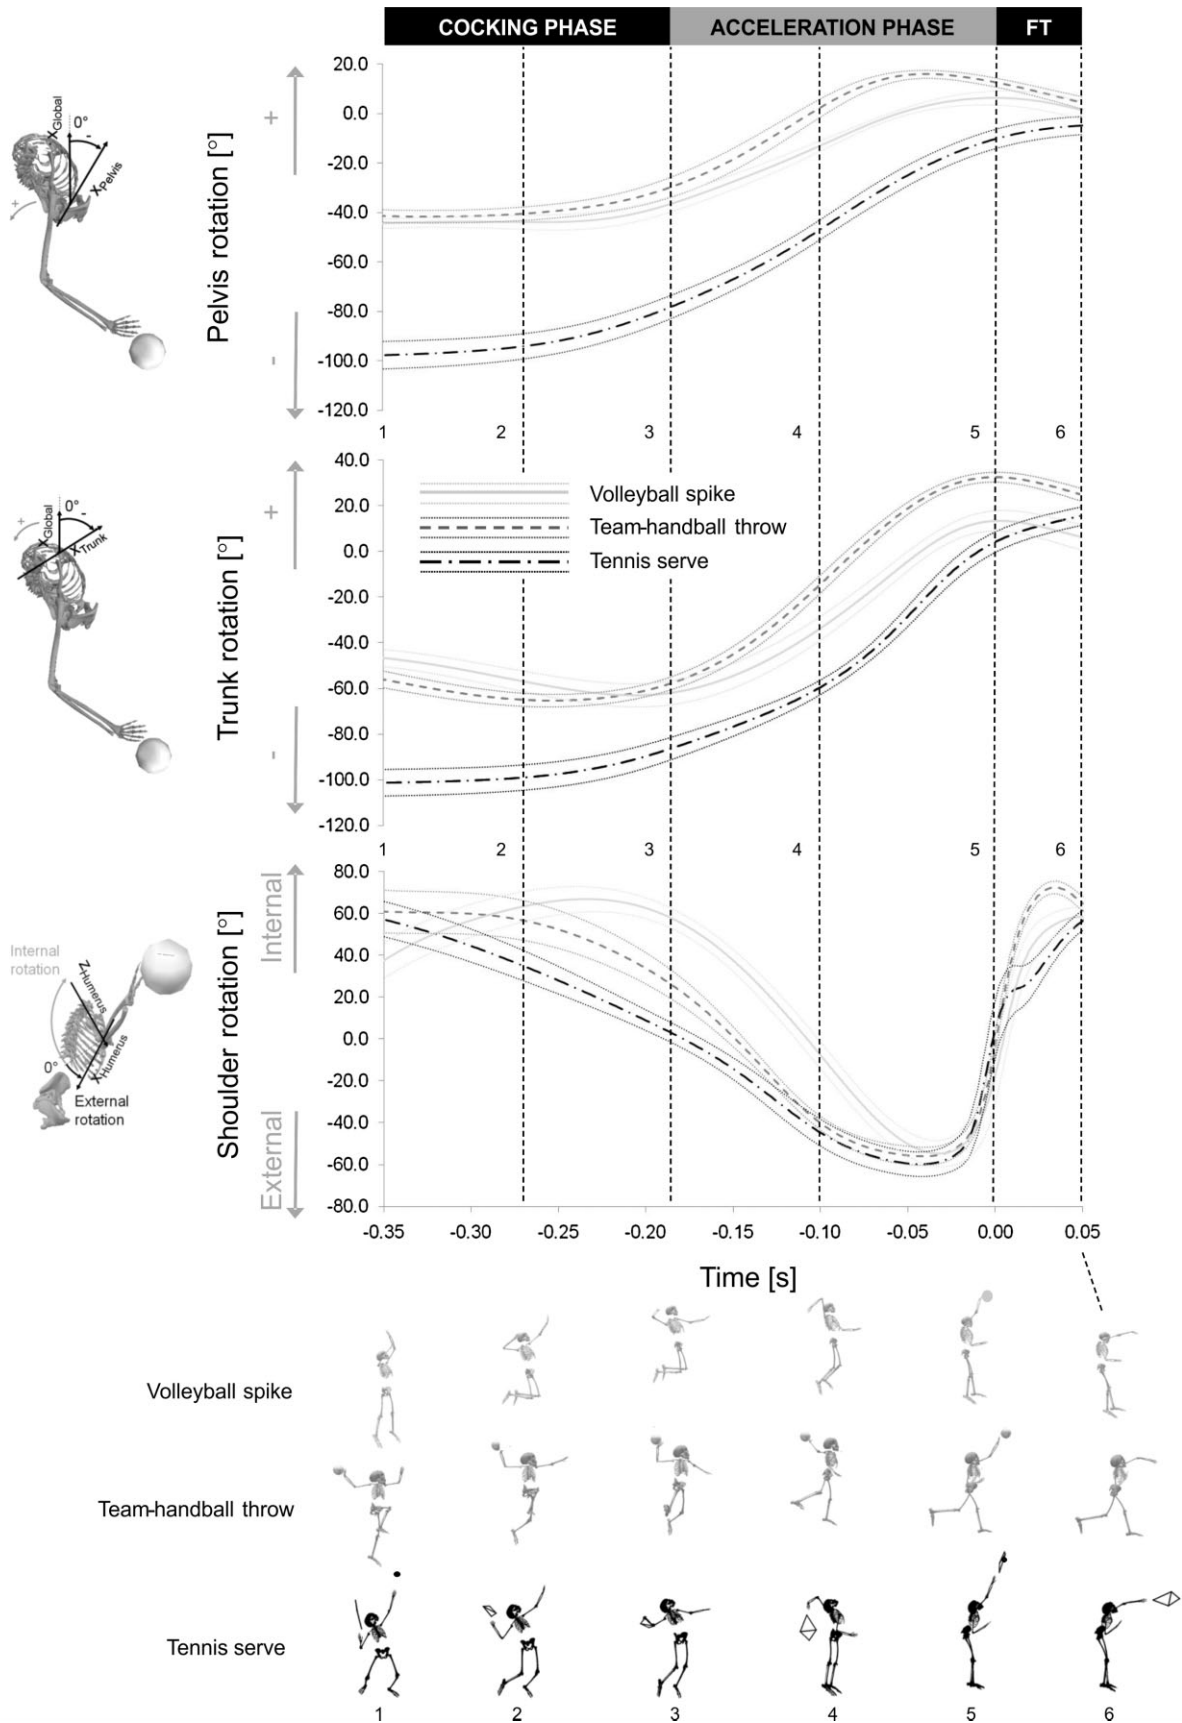 COCKING PHASE ACCELERATION PHASE FT
Pelvis rotation [°]
+
-
20.0
0.0
-20.0
-40.0
-60.0
-80.0
-100.0
-120.0
XGlobal
0°
-
XPelvis
+
1 2 3 4 5 6
Trunk rotation [°]
+
-
40.0
20.0
0.0
-20.0
-40.0
-60.0
-80.0
-100.0
-120.0
XGlobal
0°
-
XTrunk
+
Volleyball spike
Team-handball throw
Tennis serve
1 2 3 4 5 6
Shoulder rotation [°]
Internal
External
80.0
60.0
40.0
20.0
0.0
-20.0
-40.0
-60.0
-80.0
Internal
rotation
ZHumerus
XHumerus
0°
External
rotation
-0.35 -0.30 -0.25 -0.20 -0.15 -0.10 -0.05 0.00 0.05
Time [s]
Volleyball spike
Team-handball throw
Tennis serve
1 2 3 4 5 6